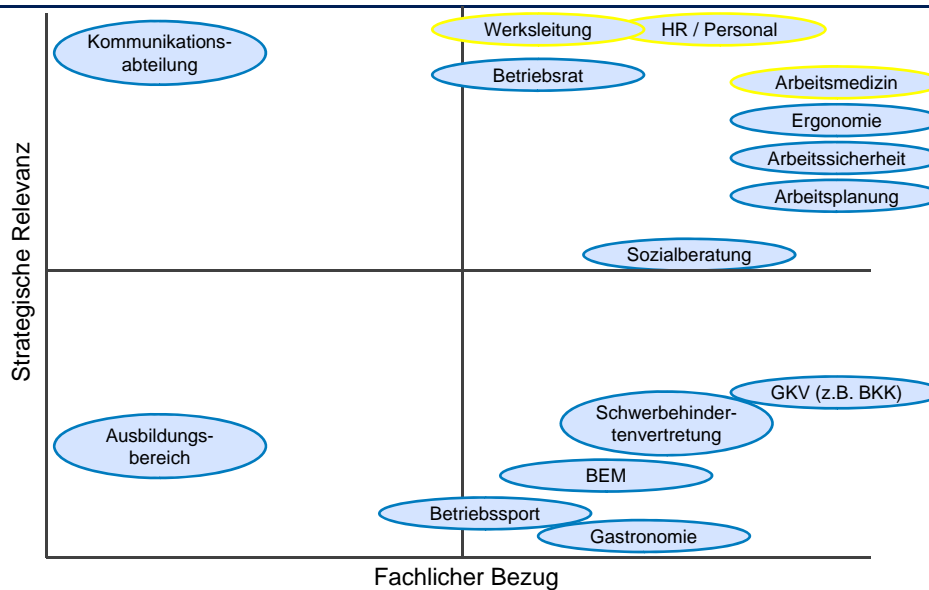 Kommunikations-
abteilung
Werksleitung
HR / Personal
Betriebsrat
Arbeitsmedizin
Ergonomie
Arbeitssicherheit
Arbeitsplanung
Sozialberatung
Strategische Relevanz
GKV (z.B. BKK)
Schwerbehinder-
tenvertretung
Ausbildungs-
bereich
BEM
Betriebssport
Gastronomie
Fachlicher Bezug